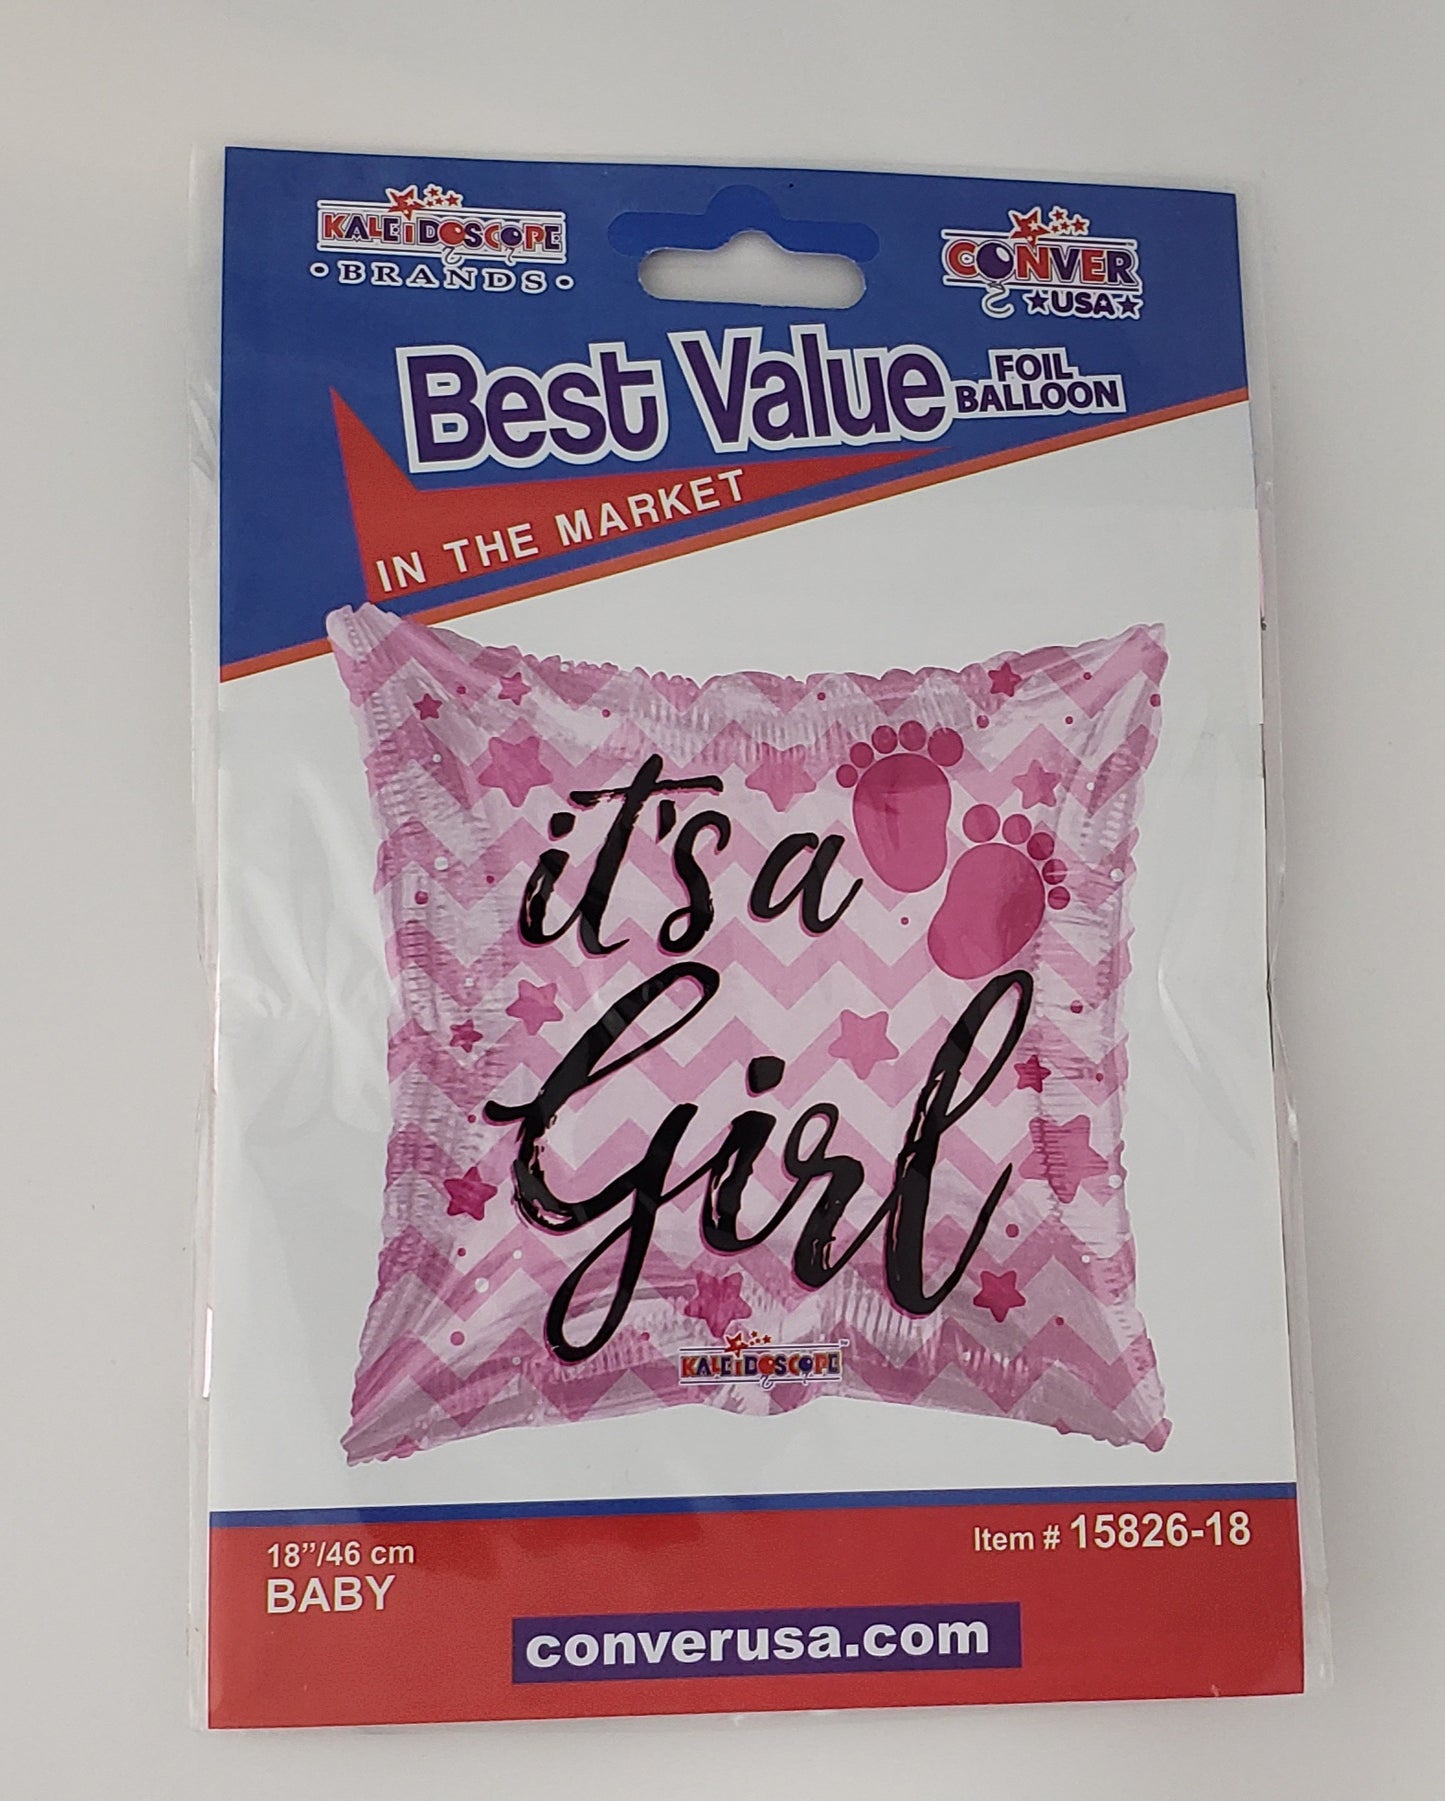 KALEIDOSCOPE
•BRANDS•
CONVER
★USA★
Best Value
FOIL
BALLOON
IN THE MARKET
it's a
Girl
KALEIDOSCOPE™
18”/46 cm
BABY
Item # 15826-18
converusa.com